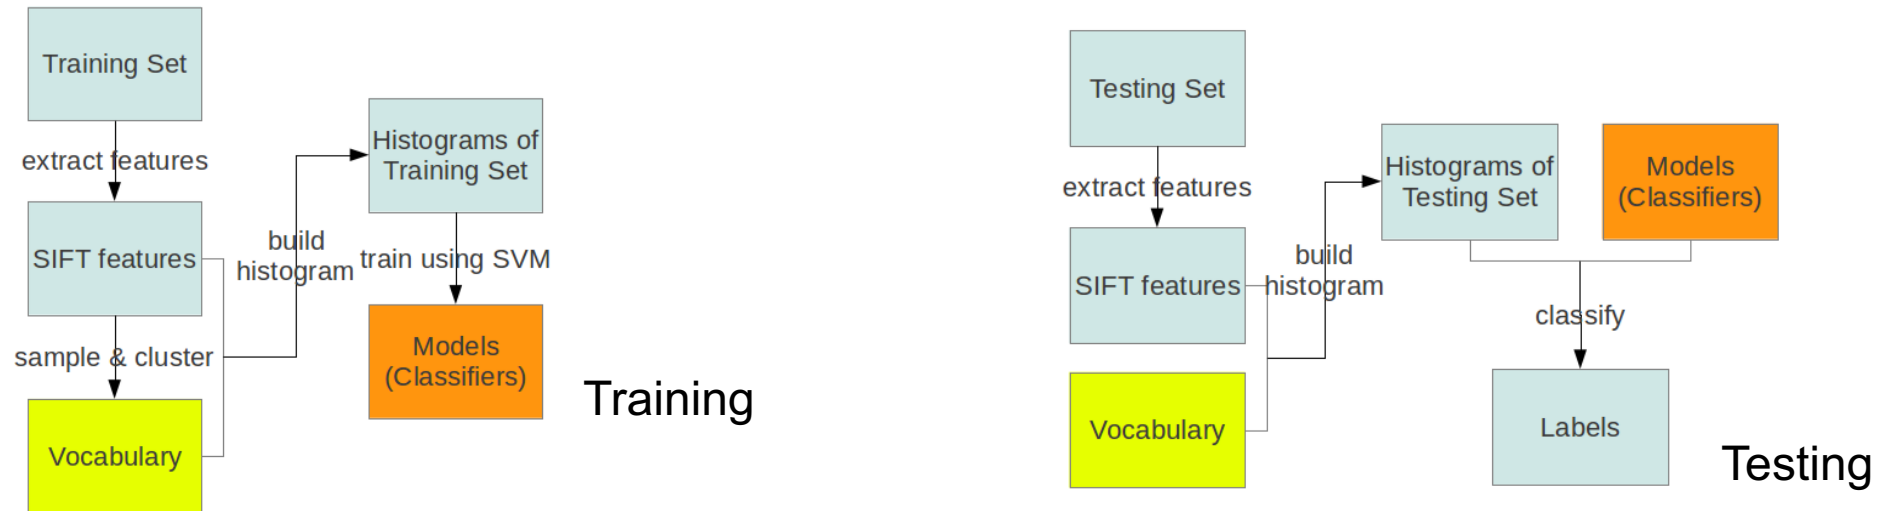 Training Set
extract features
SIFT features
sample & cluster
Vocabulary
build
histogram
Histograms of
Training Set
train using SVM
Models
(Classifiers)
Training
Testing Set
extract features
SIFT features
Vocabulary
build
histogram
Histograms of
Testing Set
Models
(Classifiers)
classify
Labels
Testing